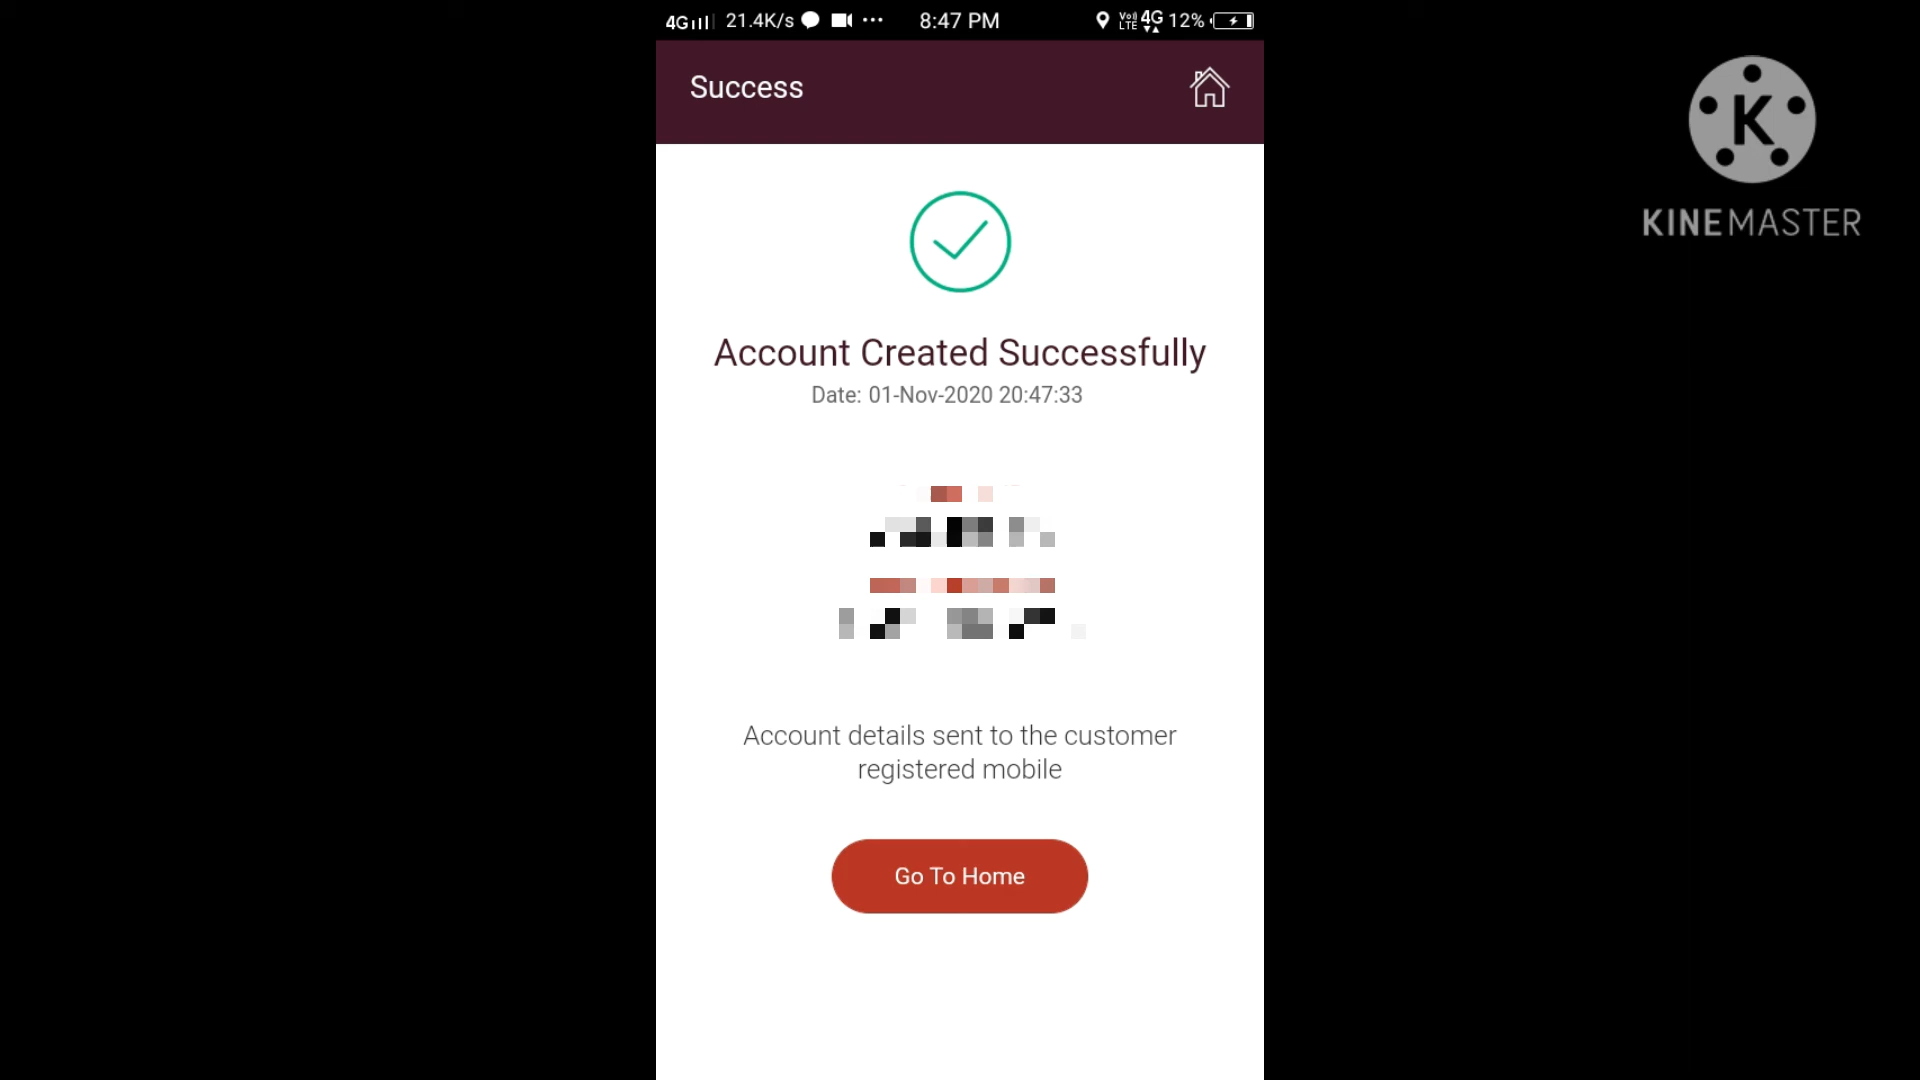 4G 21.4K/s 8:47 PM VoLTE 4G 12%
Success
K
KINEMASTER
Account Created Successfully
Date: 01-Nov-2020 20:47:33
Account details sent to the customer
registered mobile
Go To Home